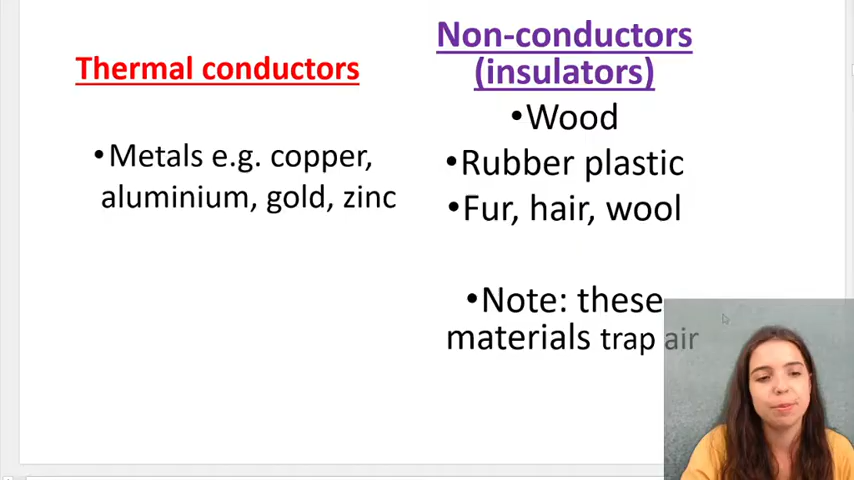 Thermal conductors
•Metals e.g. copper,
aluminium, gold, zinc
Non-conductors
(insulators)
•Wood
•Rubber plastic
•Fur, hair, wool
•Note: these
materials trap air